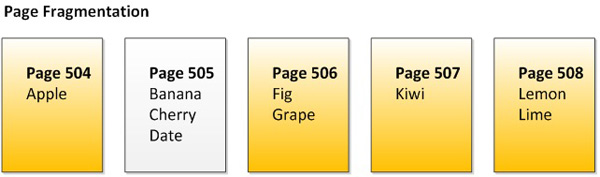 Page Fragmentation
Page 504
Apple
Page 505
Banana
Cherry
Date
Page 506
Fig
Grape
Page 507
Kiwi
Page 508
Lemon
Lime